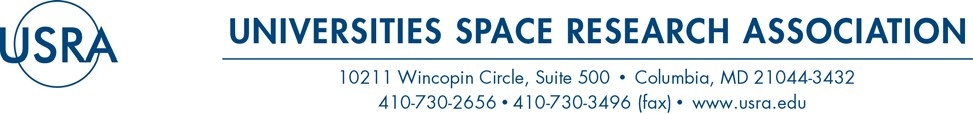 USRA
UNIVERSITIES SPACE RESEARCH ASSOCIATION
10211 Wincopin Circle, Suite 500 • Columbia, MD 21044-3432
410-730-2656 • 410-730-3496 (fax) • www.usra.edu